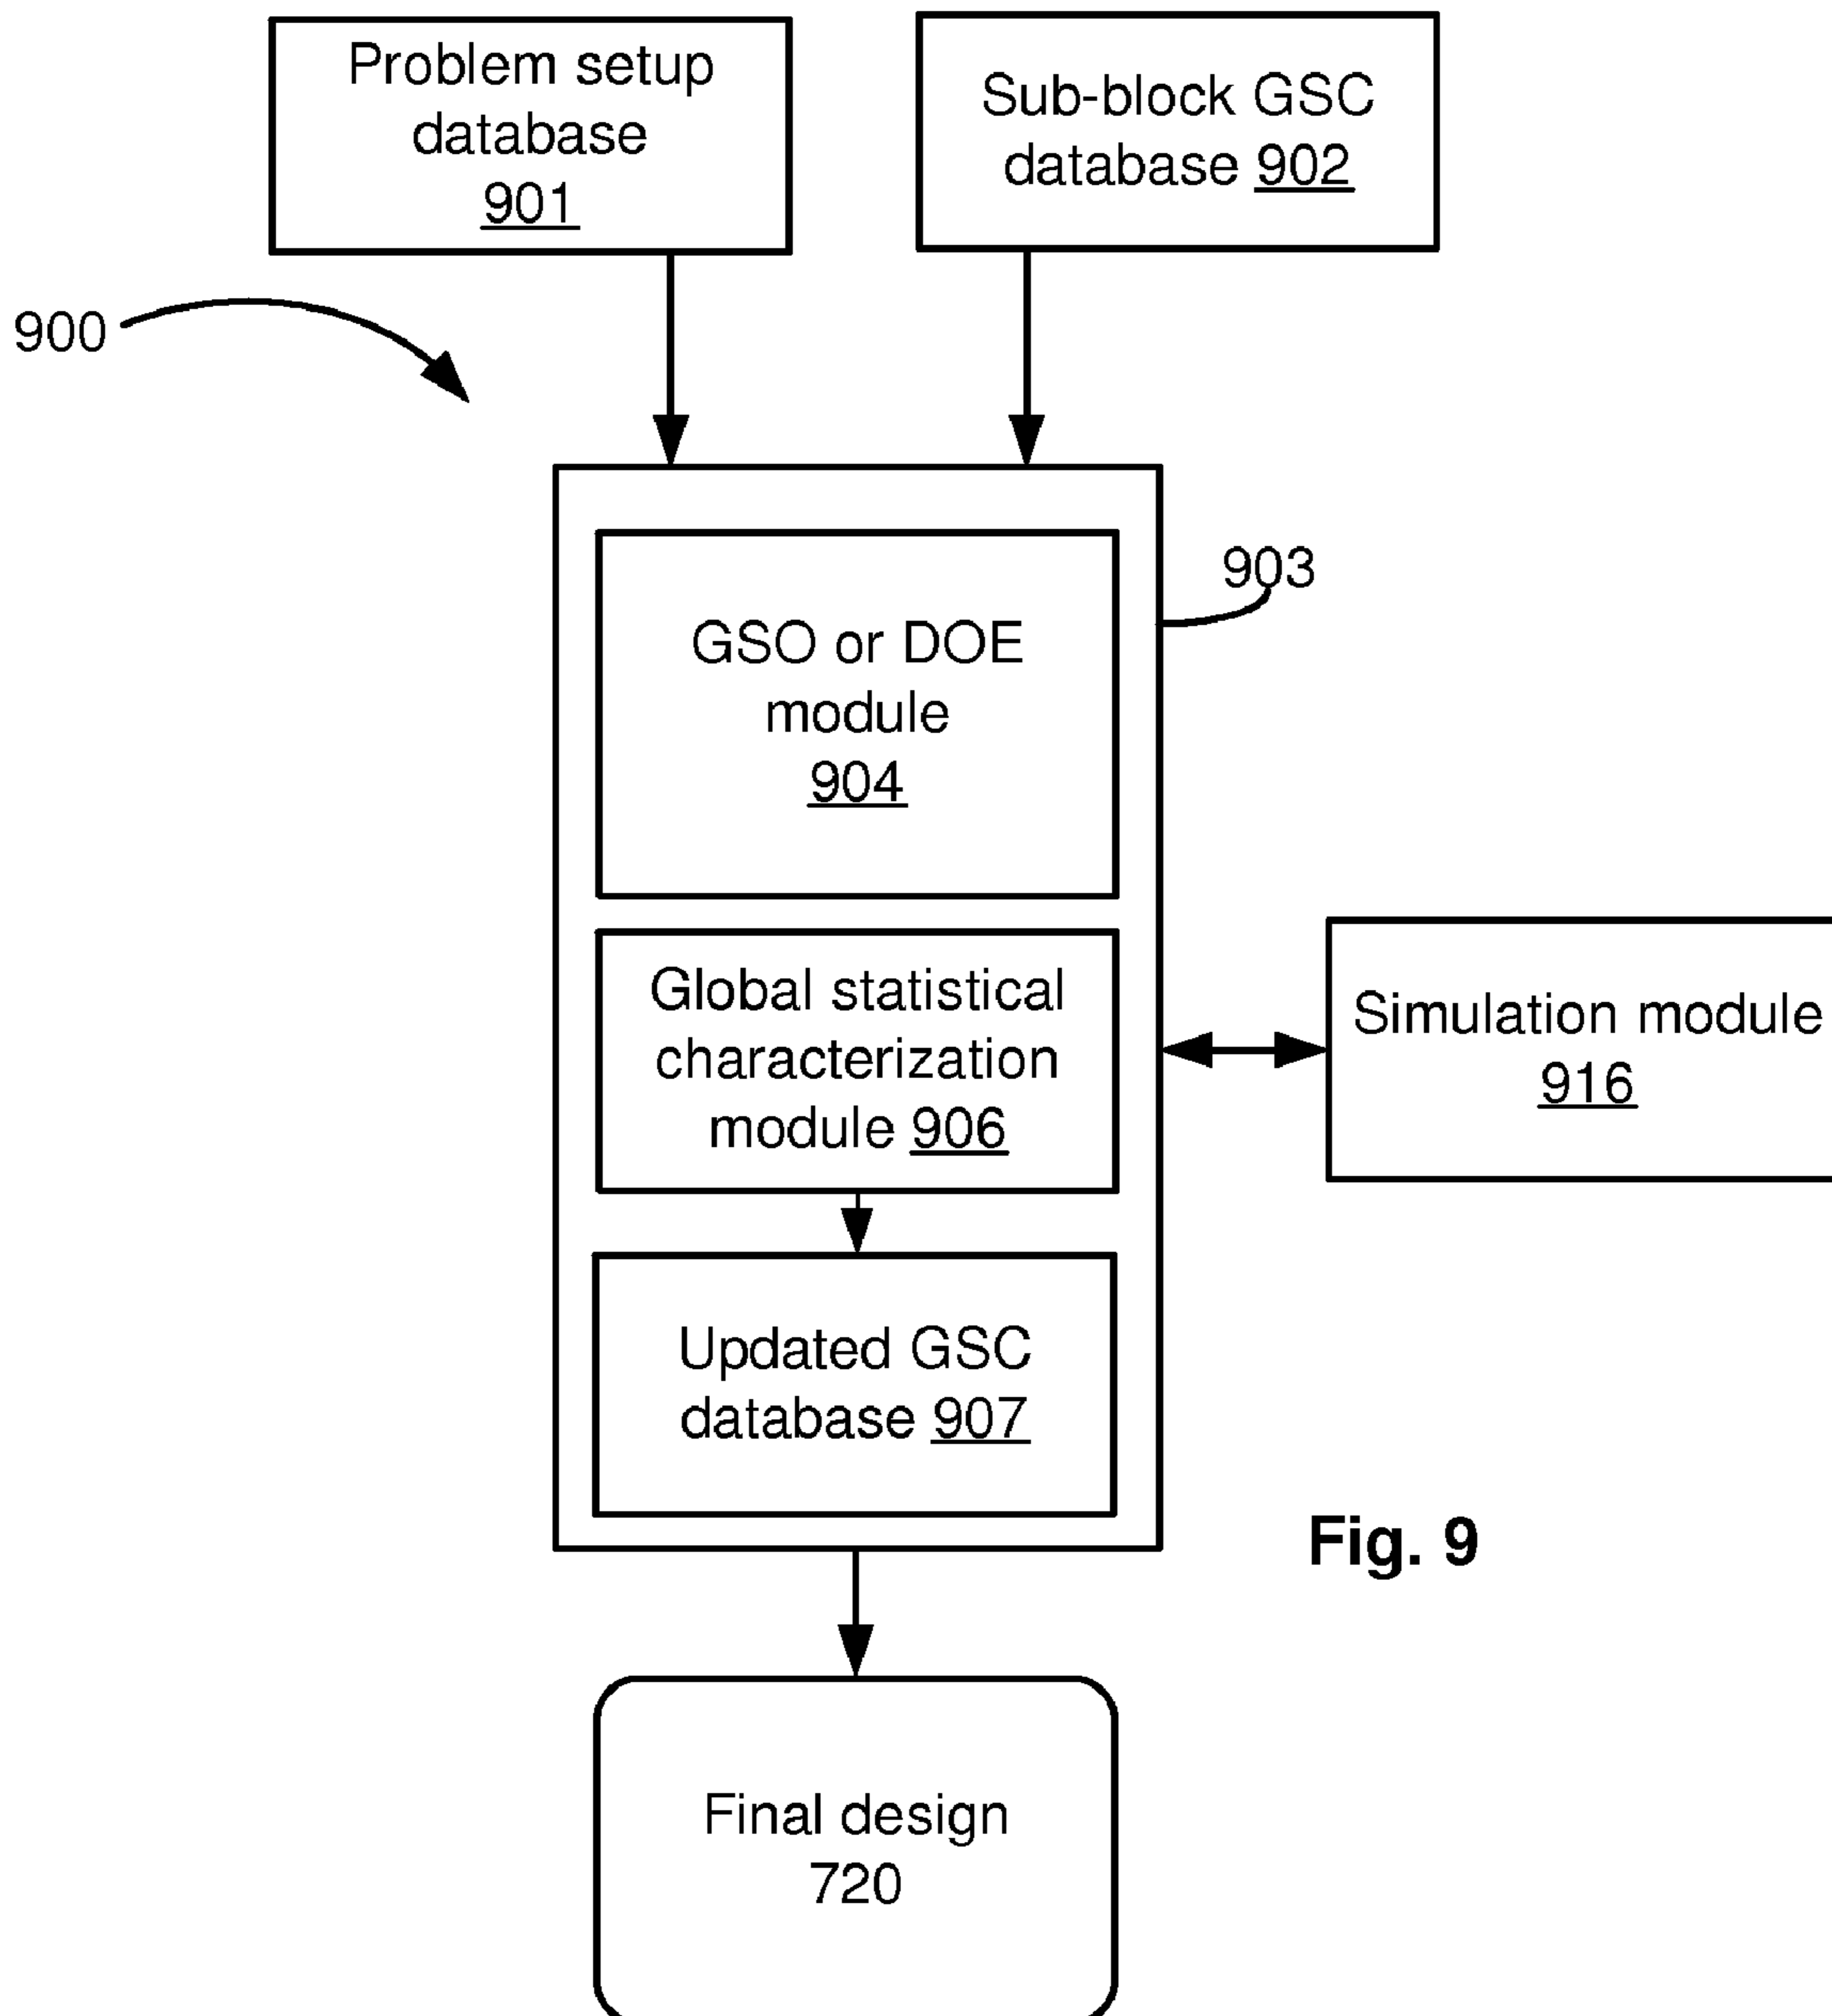 Problem setup
database
901
Sub-block GSC
database 902
900
903
GSO or DOE
module
904
Global statistical
characterization
module 906
Simulation module
916
Updated GSC
database 907
Fig. 9
Final design
720